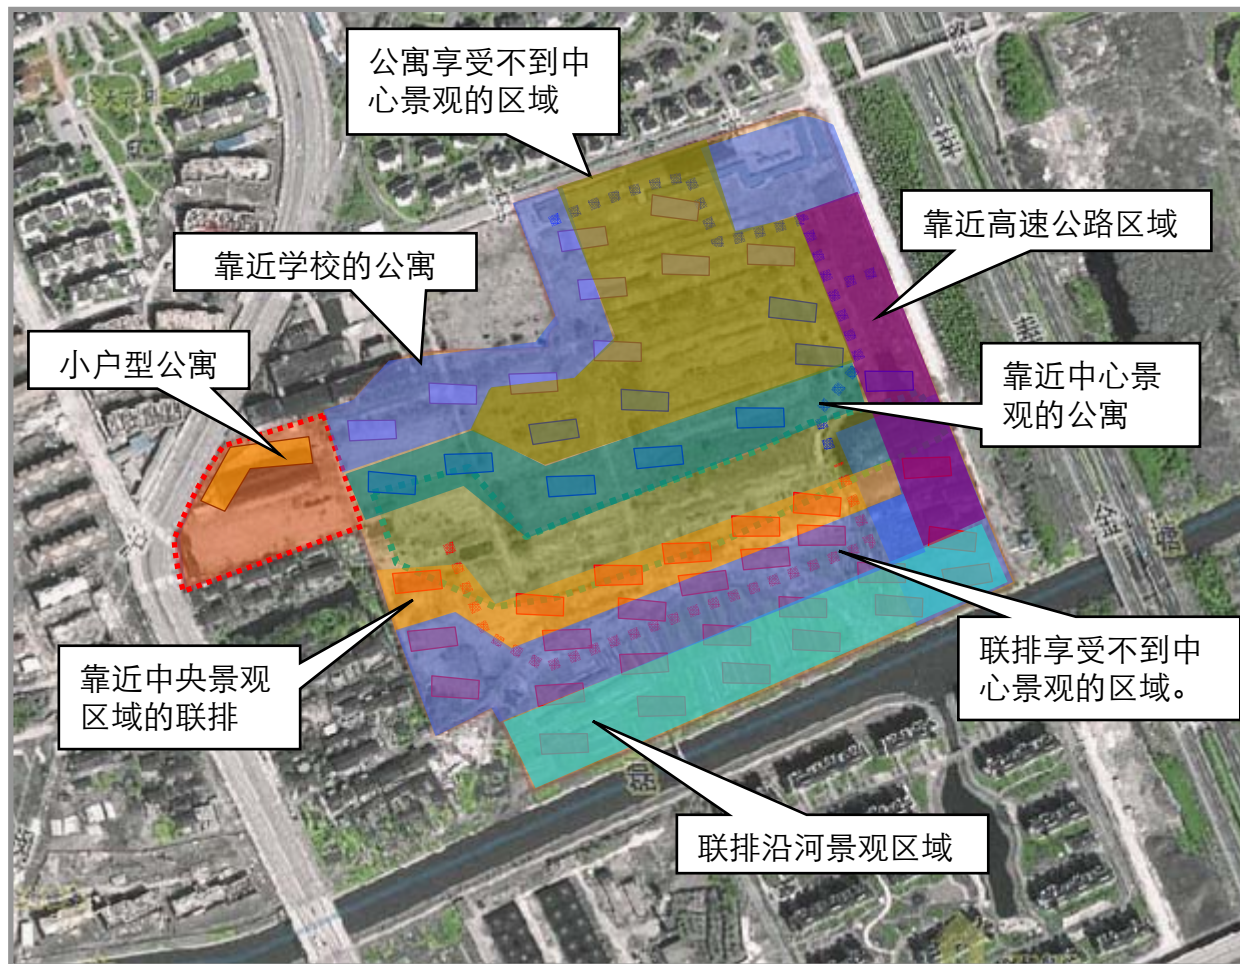 公寓享受不到中
心景观的区域
靠近高速公路区域
靠近学校的公寓
小户型公寓
靠近中心景
观的公寓
靠近中央景观
区域的联排
联排享受不到中
心景观的区域。
联排沿河景观区域